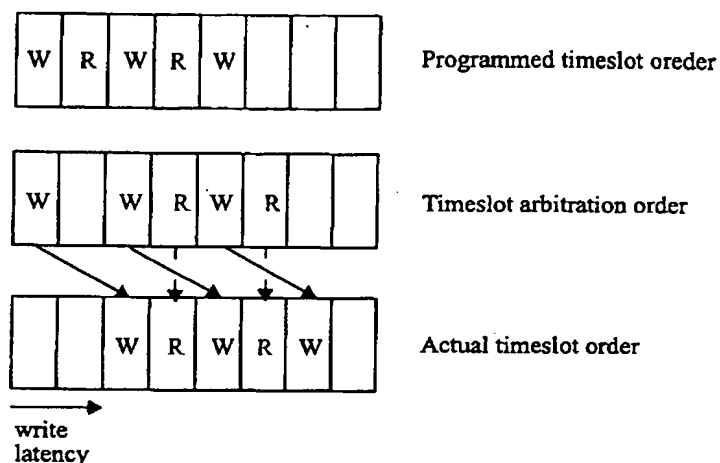 W R W R W
Programmed timeslot oreder
W W R W R
Timeslot arbitration order
W R W R W
Actual timeslot order
write
latency